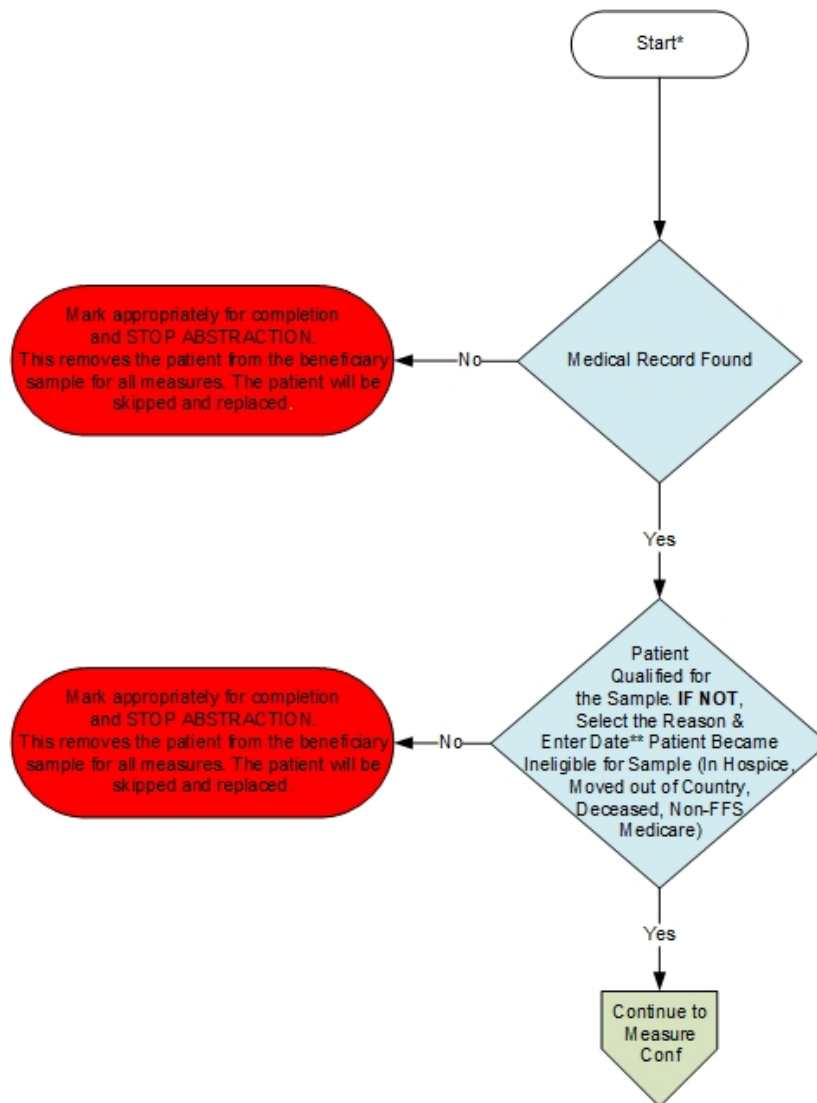 Start*
Mark appropriately for completion
and STOP ABSTRACTION.
This removes the patient from the beneficiary
sample for all measures. The patient will be
skipped and replaced.
No
Medical Record Found
Yes
Mark appropriately for completion
and STOP ABSTRACTION.
This removes the patient from the beneficiary
sample for all measures. The patient will be
skipped and replaced.
No
Patient
Qualified for
the Sample. IF NOT,
Select the Reason &
Enter Date** Patient Became
Ineligible for Sample (In Hospice,
Moved out of Country,
Deceased, Non-FFS
Medicare)
Yes
Continue to
Measure
Conf